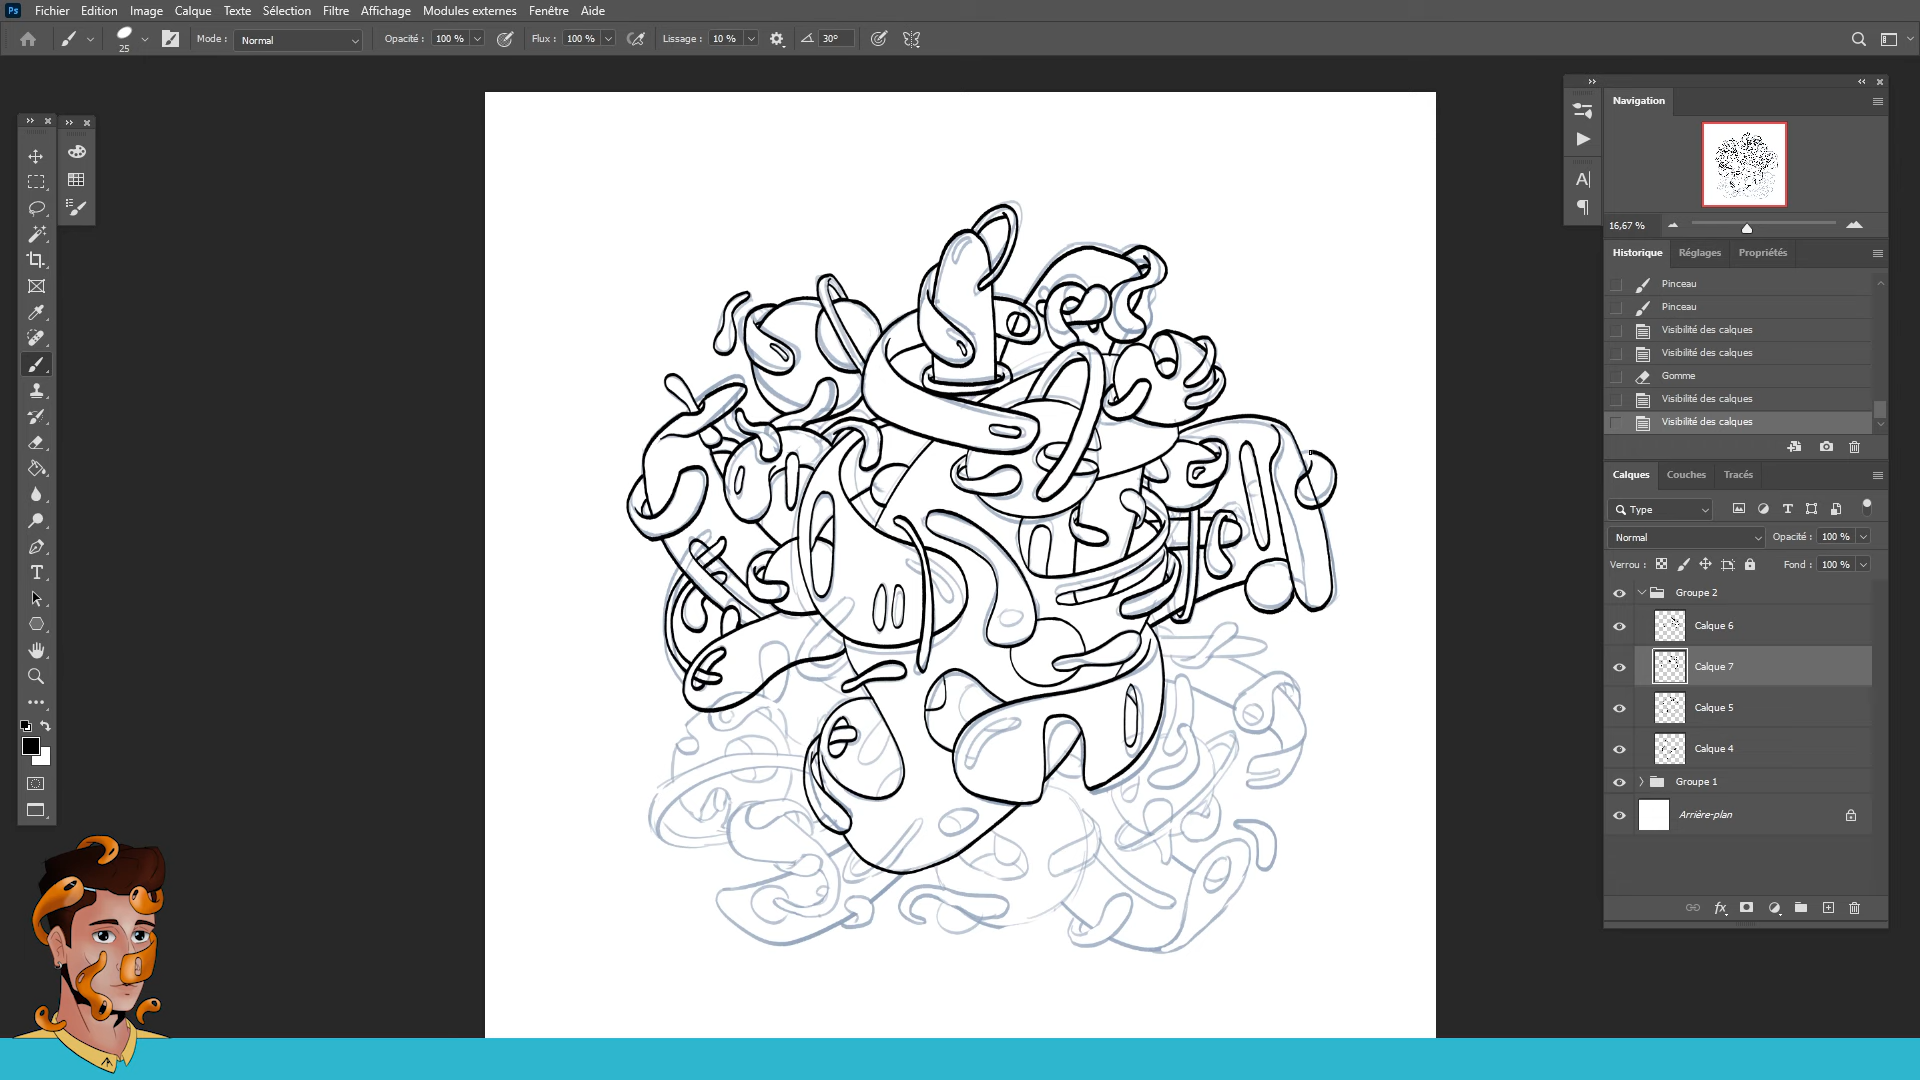 Ps Fichier Edition Image Calque Texte Sélection Filtre Affichage Modules externes Fenêtre Aide
25 Mode : Normal Opacité : 100 % Flux : 100 % Lissage : 10 % 30°
Navigation
16,67 %
Historique Réglages Propriétés
Pinceau
Pinceau
Visibilité des calques
Visibilité des calques
Gomme
Visibilité des calques
Visibilité des calques
Calques Couches Tracés
Type
Normal Opacité : 100 %
Verrou : Fond : 100 %
Groupe 2
Calque 6
Calque 7
Calque 5
Calque 4
Groupe 1
Arrière-plan
fx